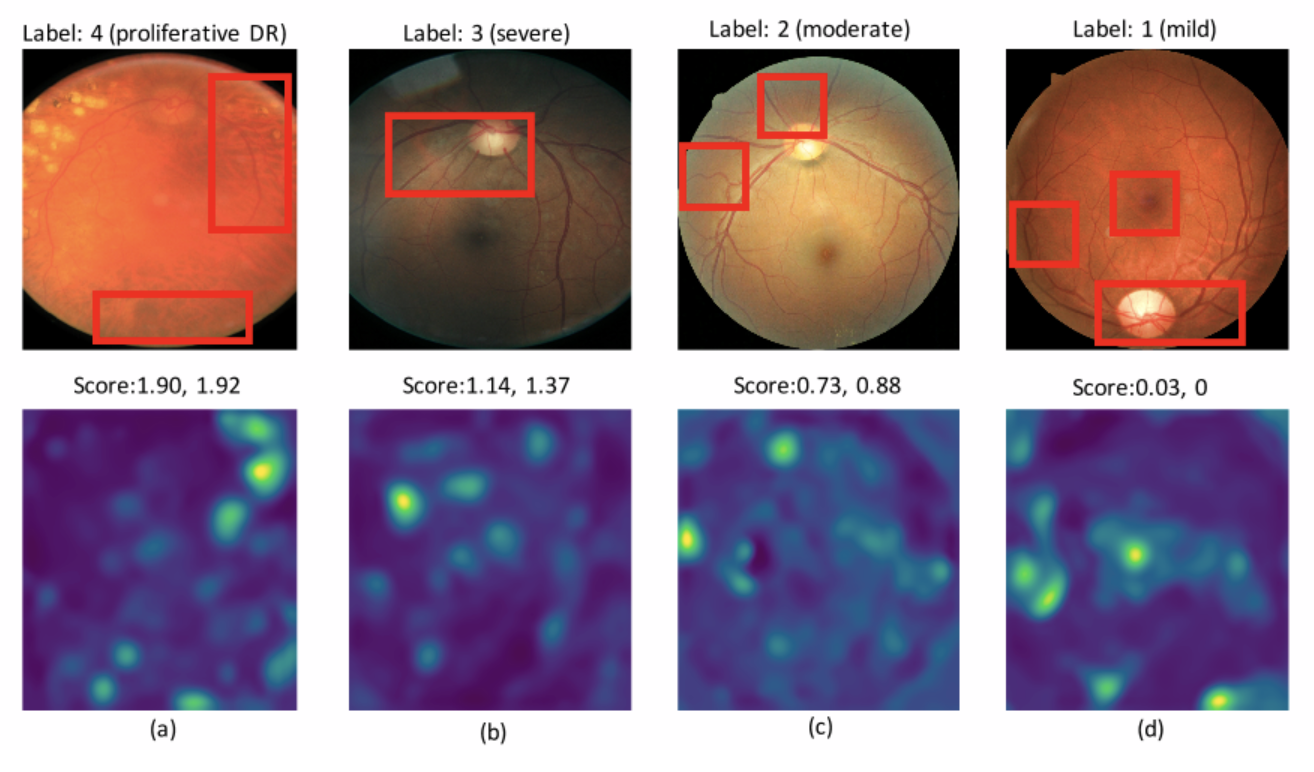 Label: 4 (proliferative DR)
Label: 3 (severe)
Label: 2 (moderate)
Label: 1 (mild)
Score:1.90, 1.92
Score:1.14, 1.37
Score:0.73, 0.88
Score:0.03, 0
(a)
(b)
(c)
(d)